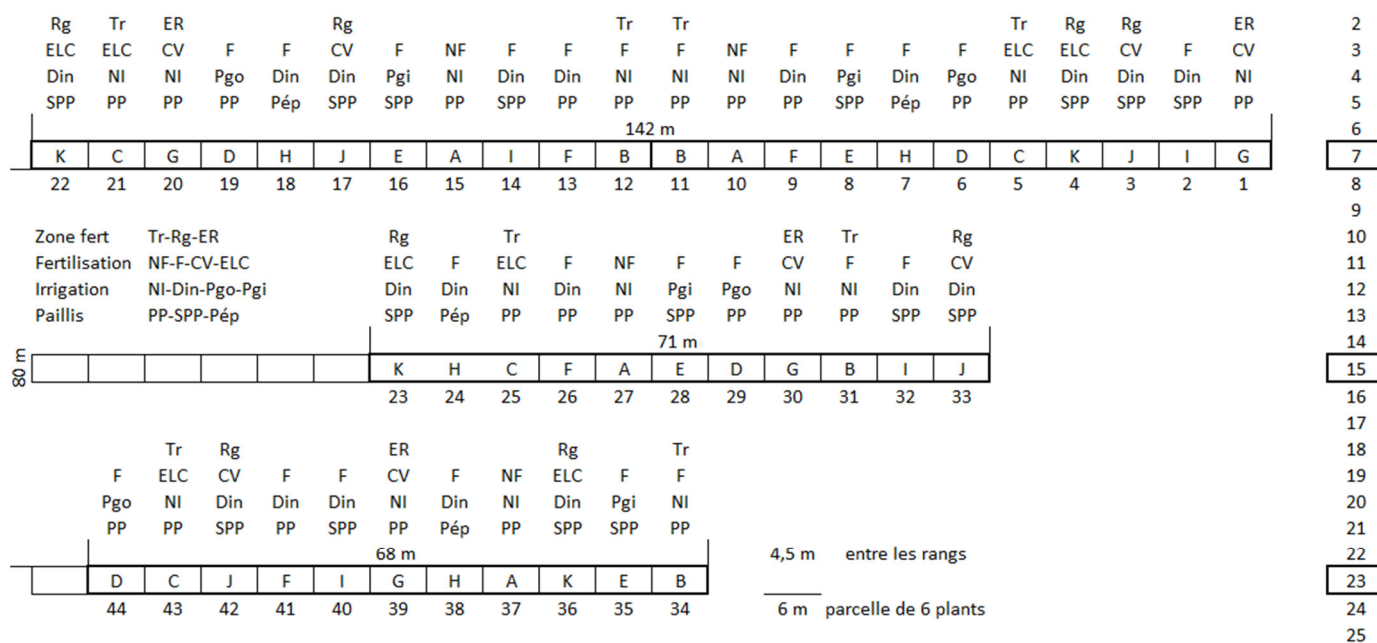 Rg Tr ER Rg Tr Tr Tr Rg Rg ER 2
ELC ELC CV F F CV F NF F F F F NF F F F F ELC ELC CV F CV 3
Din NI NI Pgo Din Din Pgi NI Din Din NI NI NI Din Pgi Din Pgo NI Din Din Din NI 4
SPP PP PP PP Pép SPP SPP PP SPP PP PP PP PP PP SPP Pép PP PP SPP SPP SPP PP 5
142 m 6
K C G D H J E A I F B B A F E H D C K J I G 7
22 21 20 19 18 17 16 15 14 13 12 11 10 9 8 7 6 5 4 3 2 1 8
9
Zone fert Tr-Rg-ER Rg Tr ER Tr Rg 10
Fertilisation NF-F-CV-ELC ELC F ELC F NF F F CV F F CV 11
Irrigation NI-Din-Pgo-Pgi Din Din NI Din NI Pgi Pgo NI NI Din Din 12
Paillis PP-SPP-Pép SPP Pép PP PP PP SPP PP PP PP SPP SPP 13
71 m 14
80 m K H C F A E D G B I J 15
23 24 25 26 27 28 29 30 31 32 33 16
17
Tr Rg ER Rg Tr 18
F ELC CV F F CV F NF ELC F F 19
Pgo NI Din Din Din NI Din NI Din Pgi NI 20
PP PP SPP PP SPP PP Pép PP SPP SPP PP 21
68 m 4,5 m entre les rangs 22
D C J F I G H A K E B 23
44 43 42 41 40 39 38 37 36 35 34 6 m parcelle de 6 plants 24
25